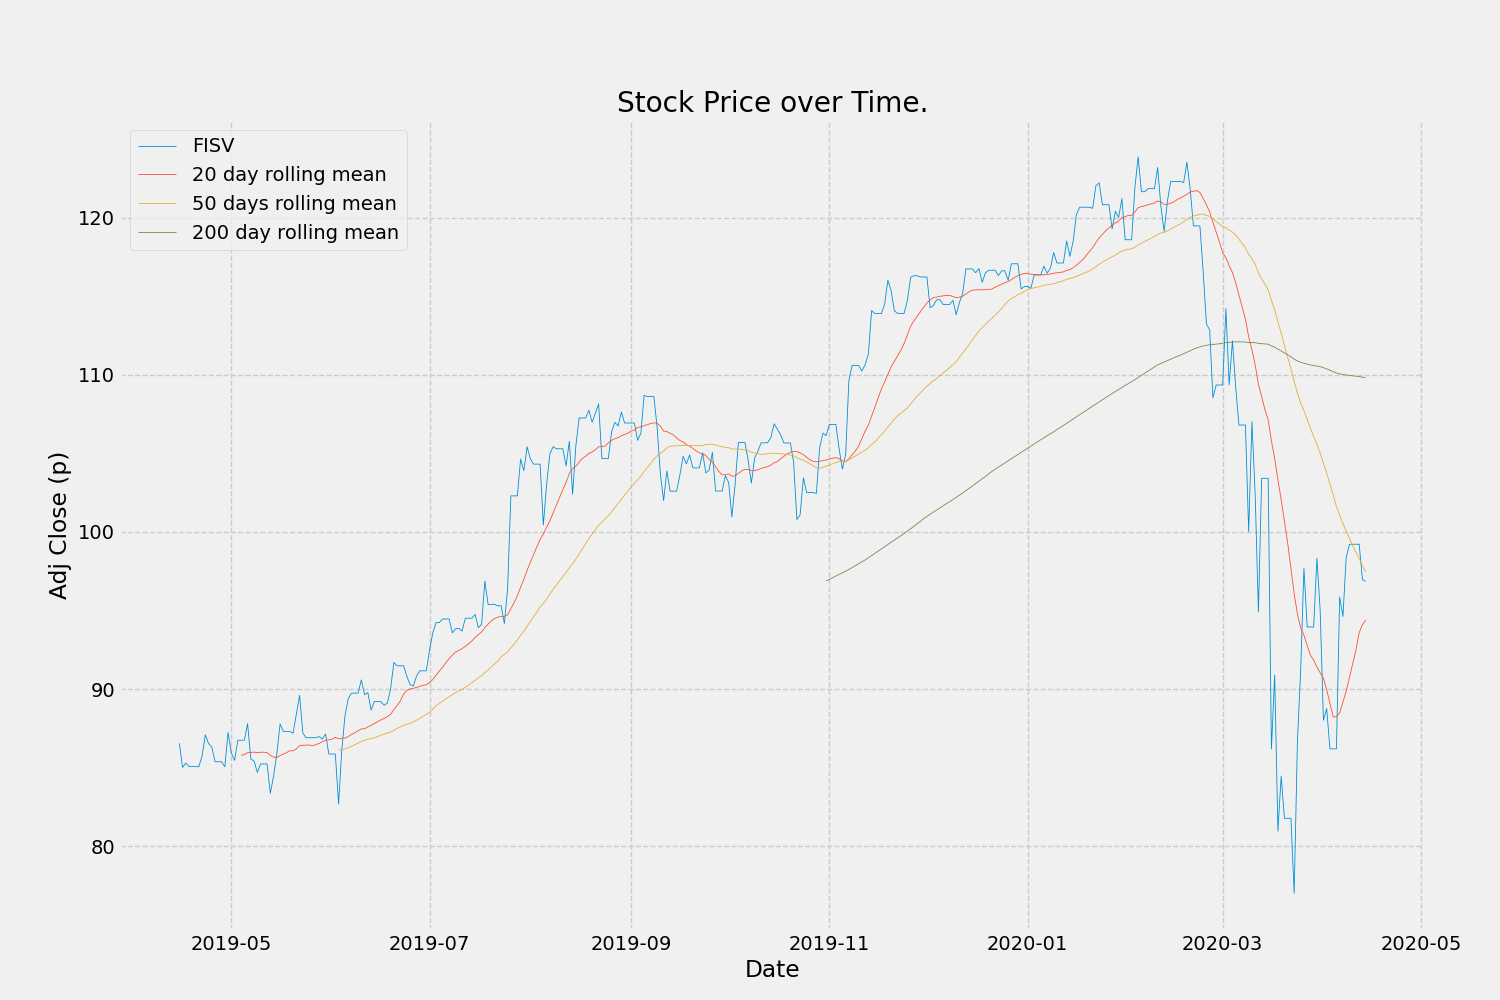 Stock Price over Time.
FISV
20 day rolling mean
50 days rolling mean
200 day rolling mean
Adj Close (p)
120
110
100
90
80
2019-05 2019-07 2019-09 2019-11 2020-01 2020-03 2020-05
Date